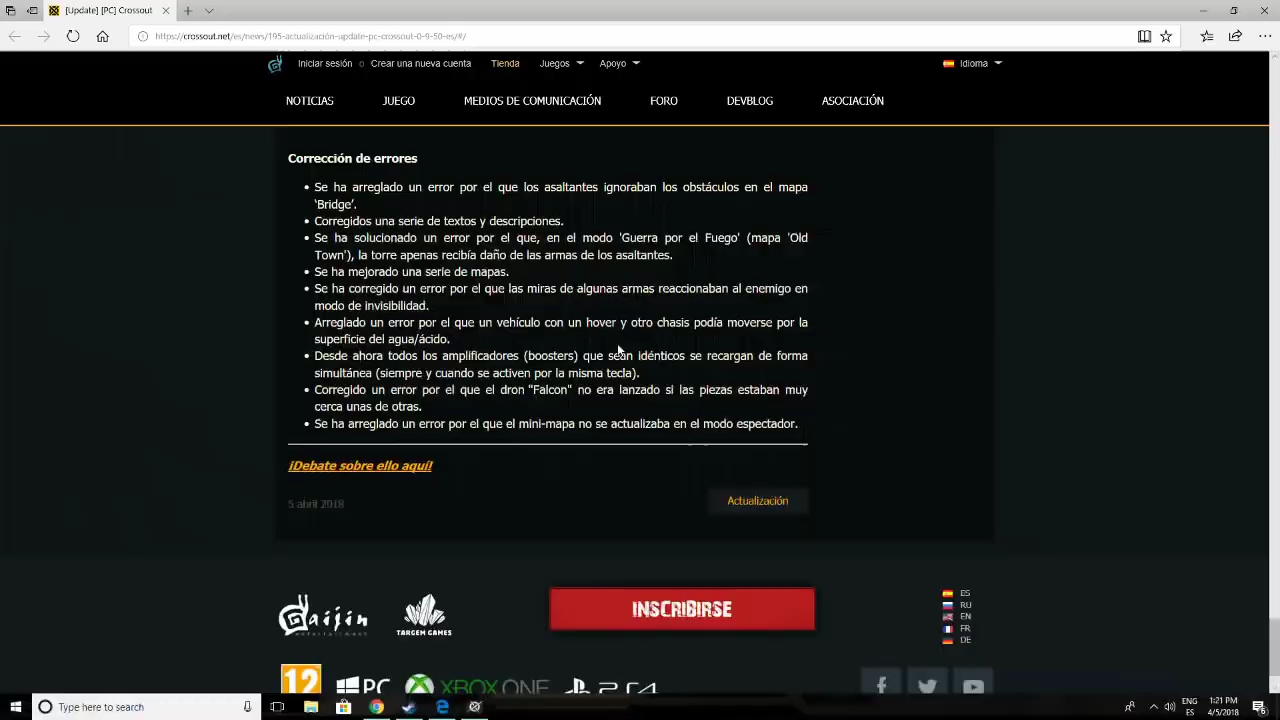 [Update] [PC] Crossout
https://crossout.net/es/news/195-actualización-update-pc-crossout-0-9-50-es/#/
Iniciar sesión o Crear una nueva cuenta Tienda Juegos Apoyo Idioma
NOTICIAS JUEGO MEDIOS DE COMUNICACIÓN FORO DEVBLOG ASOCIACIÓN
Corrección de errores
• Se ha arreglado un error por el que los asaltantes ignoraban los obstáculos en el mapa
'Bridge'.
• Corregidos una serie de textos y descripciones.
• Se ha solucionado un error por el que, en el modo 'Guerra por el Fuego' (mapa 'Old
Town'), la torre apenas recibía daño de las armas de los asaltantes.
• Se ha mejorado una serie de mapas.
• Se ha corregido un error por el que las miras de algunas armas reaccionaban al enemigo en
modo de invisibilidad.
• Arreglado un error por el que un vehículo con un hover y otro chasis podía moverse por la
superficie del agua/ácido.
• Desde ahora todos los amplificadores (boosters) que sean idénticos se recargan de forma
simultánea (siempre y cuando se activen por la misma tecla).
• Corregido un error por el que el dron "Falcon" no era lanzado si las piezas estaban muy
cerca unas de otras.
• Se ha arreglado un error por el que el mini-mapa no se actualizaba en el modo espectador.
¡Debate sobre ello aquí!
5 abril 2018
Actualización
Gaijin
TARGEM GAMES
INSCRIBIRSE
ES
RU
EN
FR
DE
12 PC XBOX ONE PS4
Type here to search
ENG
ES
1:21 PM
4/5/2018